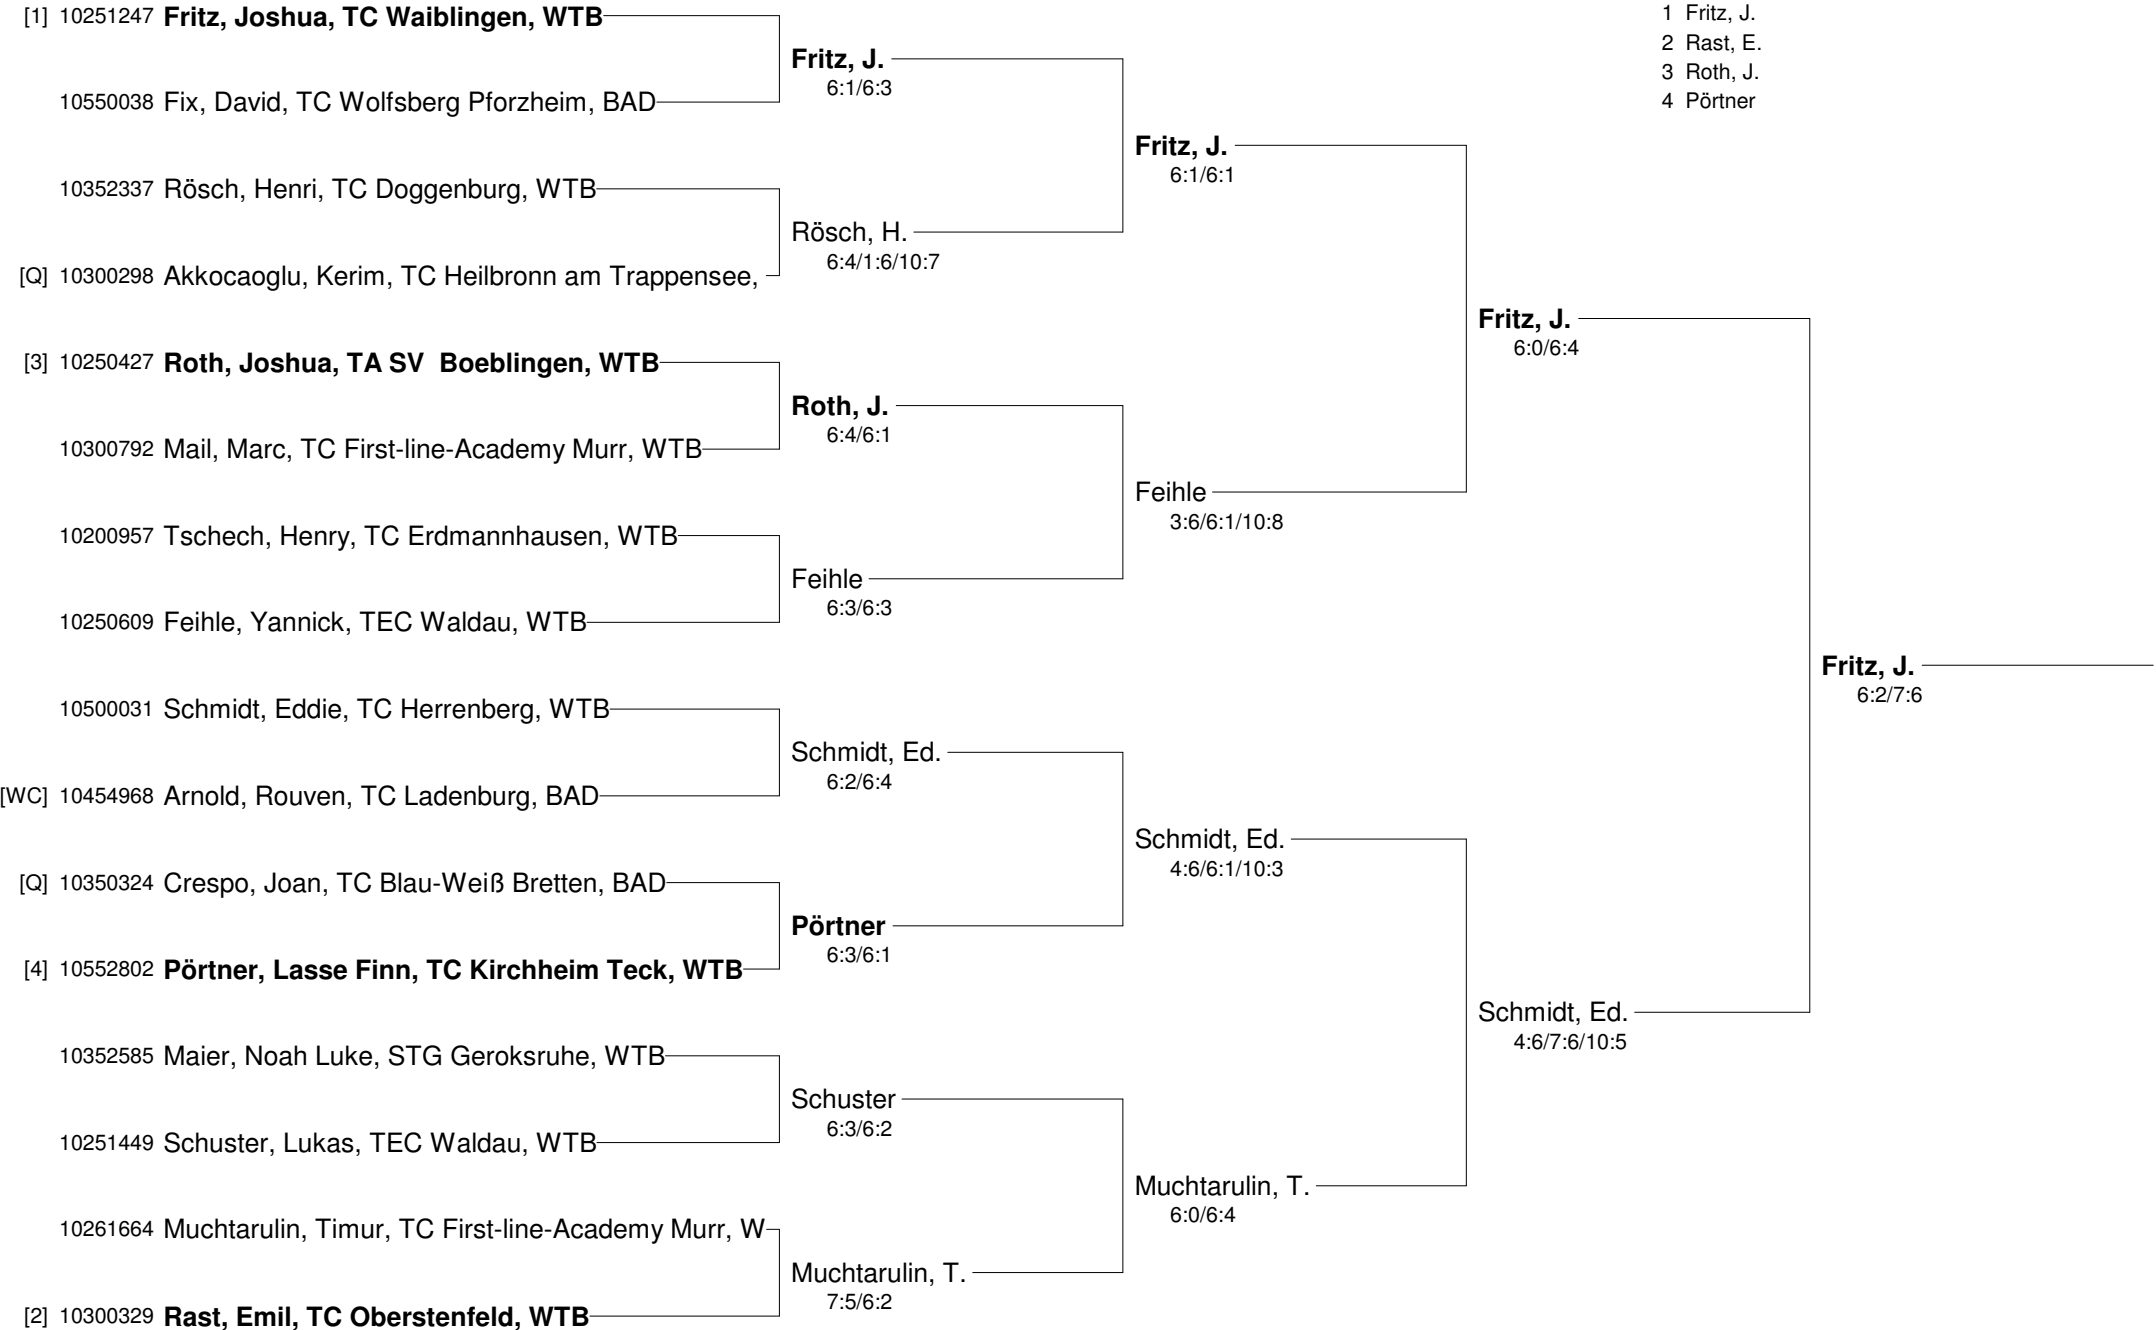 [1] 10251247 Fritz, Joshua, TC Waiblingen, WTB
10550038 Fix, David, TC Wolfsberg Pforzheim, BAD
10352337 Rösch, Henri, TC Doggenburg, WTB
[Q] 10300298 Akkocaoglu, Kerim, TC Heilbronn am Trappensee,
[3] 10250427 Roth, Joshua, TA SV  Boeblingen, WTB
10300792 Mail, Marc, TC First-line-Academy Murr, WTB
10200957 Tschech, Henry, TC Erdmannhausen, WTB
10250609 Feihle, Yannick, TEC Waldau, WTB
10500031 Schmidt, Eddie, TC Herrenberg, WTB
[WC] 10454968 Arnold, Rouven, TC Ladenburg, BAD
[Q] 10350324 Crespo, Joan, TC Blau-Weiß Bretten, BAD
[4] 10552802 Pörtner, Lasse Finn, TC Kirchheim Teck, WTB
10352585 Maier, Noah Luke, STG Geroksruhe, WTB
10251449 Schuster, Lukas, TEC Waldau, WTB
10261664 Muchtarulin, Timur, TC First-line-Academy Murr, W
[2] 10300329 Rast, Emil, TC Oberstenfeld, WTB
Fritz, J.
6:1/6:3
Rösch, H.
6:4/1:6/10:7
Roth, J.
6:4/6:1
Feihle
6:3/6:3
Schmidt, Ed.
6:2/6:4
Pörtner
6:3/6:1
Schuster
6:3/6:2
Muchtarulin, T.
7:5/6:2
Fritz, J.
6:1/6:1
Feihle
3:6/6:1/10:8
Schmidt, Ed.
4:6/6:1/10:3
Muchtarulin, T.
6:0/6:4
Fritz, J.
6:0/6:4
Schmidt, Ed.
4:6/7:6/10:5
Fritz, J.
6:2/7:6
1 Fritz, J.
2 Rast, E.
3 Roth, J.
4 Pörtner